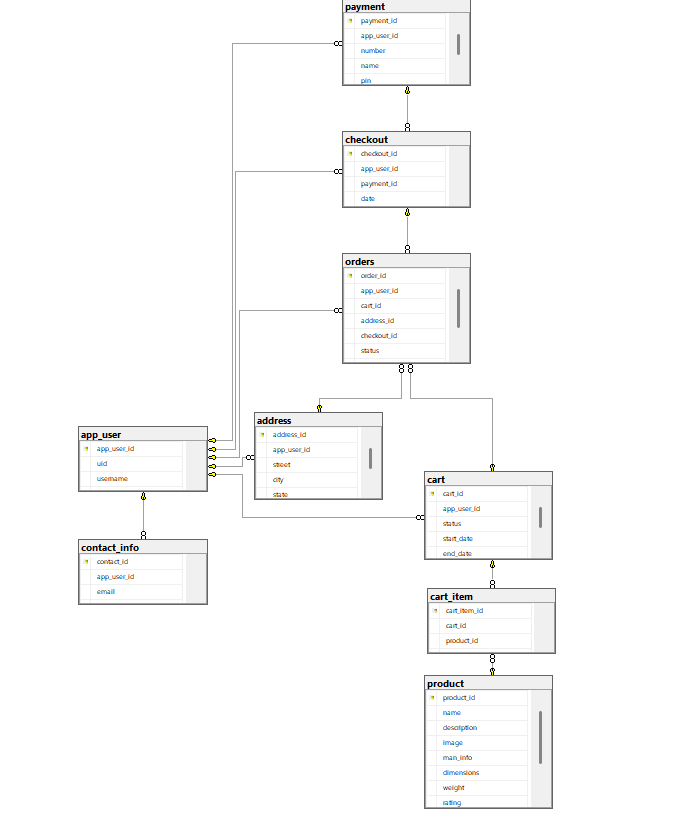 payment
payment_id
app_user_id
number
name
pin
checkout
checkout_id
app_user_id
payment_id
date
orders
order_id
app_user_id
cart_id
address_id
checkout_id
status
address
address_id
app_user_id
street
city
state
app_user
app_user_id
uid
username
cart
cart_id
app_user_id
status
start_date
end_date
contact_info
contact_id
app_user_id
email
cart_item
cart_item_id
cart_id
product_id
product
product_id
name
description
image
man_info
dimensions
weight
rating